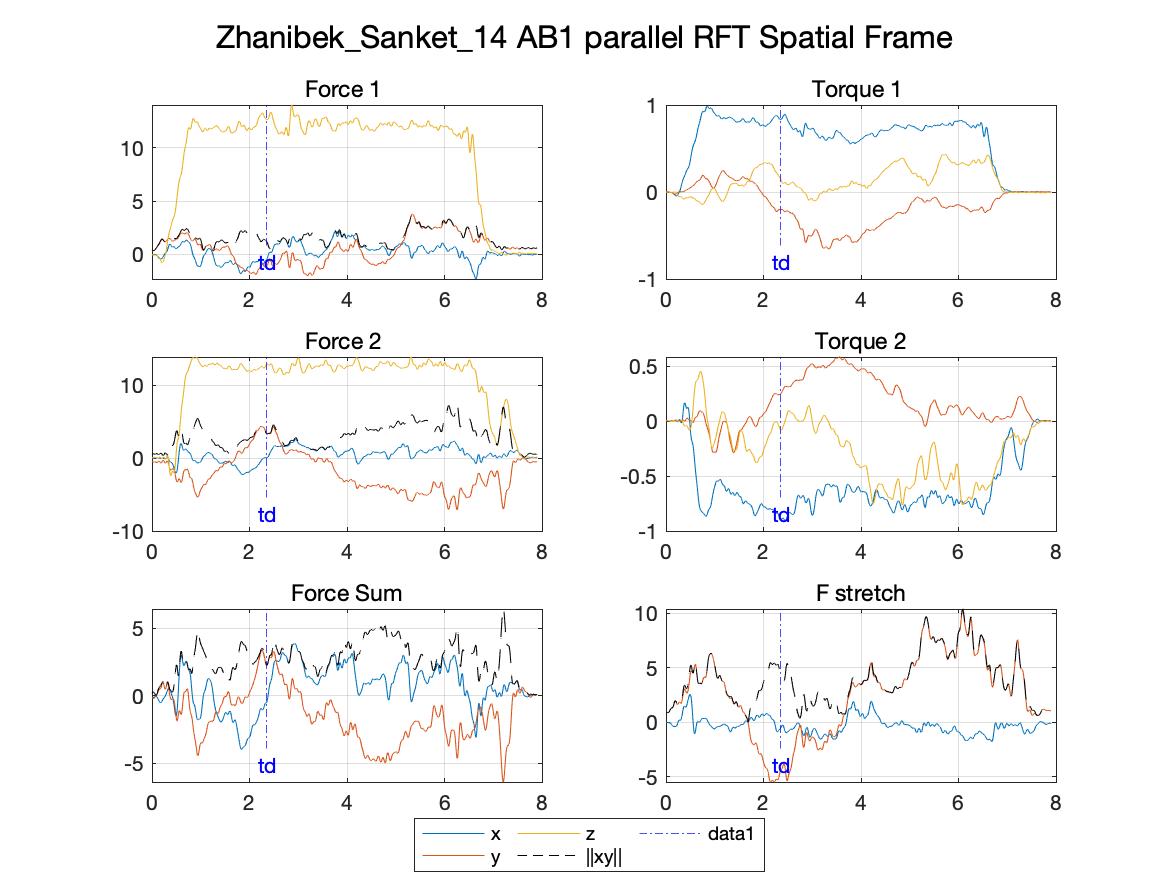 Zhanibek_Sanket_14 AB1 parallel RFT Spatial Frame
Force 1
10
5
0
td
0 2 4 6 8
Torque 1
1
0
-1
td
0 2 4 6 8
Force 2
10
0
-10
td
0 2 4 6 8
Torque 2
0.5
0
-0.5
-1
td
0 2 4 6 8
Force Sum
5
0
-5
td
0 2 4 6 8
F stretch
10
5
0
-5
td
0 2 4 6 8
x z data1
y ||xy||